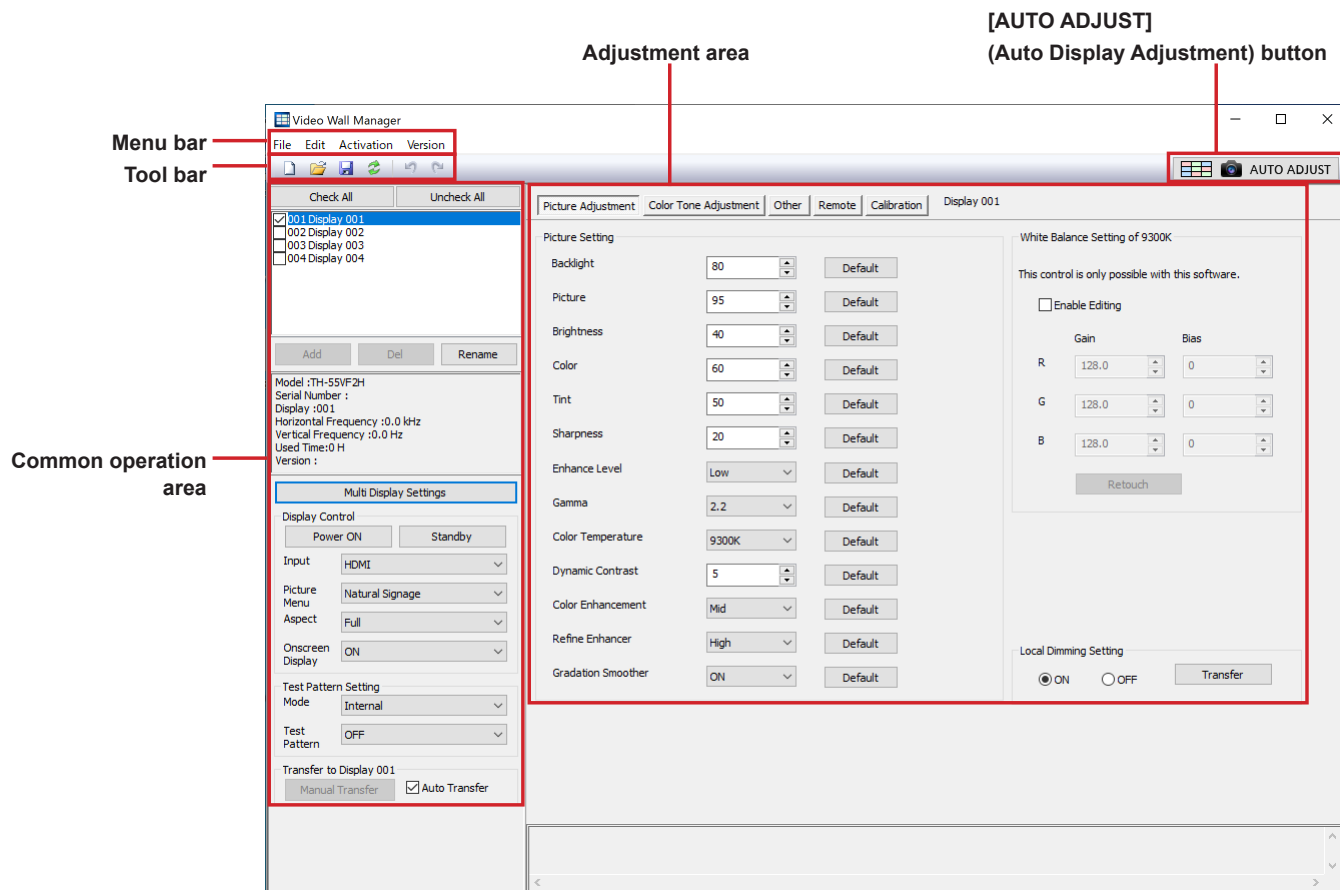 [AUTO ADJUST]
(Auto Display Adjustment) button
Adjustment area
Menu bar
Tool bar
Common operation
area
Video Wall Manager
File Edit Activation Version
AUTO ADJUST
Check All Uncheck All
001 Display 001
002 Display 002
003 Display 003
004 Display 004
Add Del Rename
Model :TH-55VF2H
Serial Number :
Display :001
Horizontal Frequency :0.0 kHz
Vertical Frequency :0.0 Hz
Used Time:0 H
Version :
Multi Display Settings
Display Control
Power ON Standby
Input HDMI
Picture
Menu Natural Signage
Aspect Full
Onscreen
Display ON
Test Pattern Setting
Mode Internal
Test
Pattern OFF
Transfer to Display 001
Manual Transfer Auto Transfer
Picture Adjustment Color Tone Adjustment Other Remote Calibration Display 001
Picture Setting
Backlight 80 Default
Picture 95 Default
Brightness 40 Default
Color 60 Default
Tint 50 Default
Sharpness 20 Default
Enhance Level Low Default
Gamma 2.2 Default
Color Temperature 9300K Default
Dynamic Contrast 5 Default
Color Enhancement Mid Default
Refine Enhancer High Default
Gradation Smoother ON Default
White Balance Setting of 9300K
This control is only possible with this software.
Enable Editing
Gain Bias
R 128.0 0
G 128.0 0
B 128.0 0
Retouch
Local Dimming Setting
ON OFF Transfer